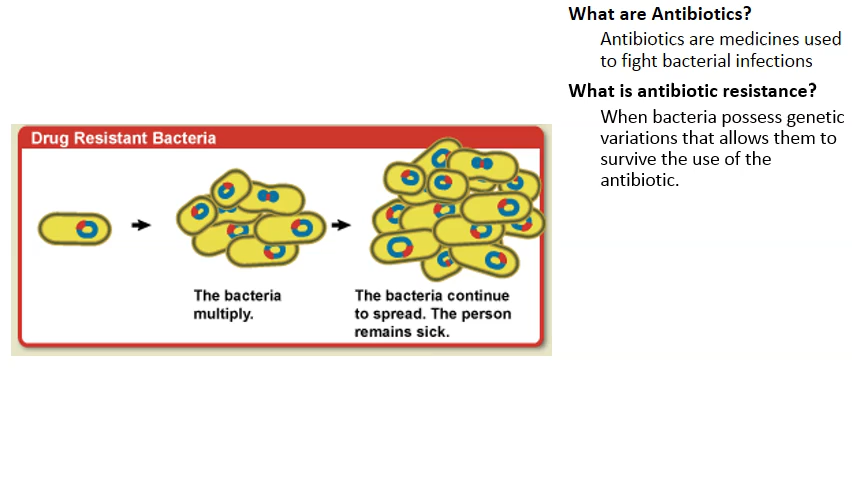 What are Antibiotics?
Antibiotics are medicines used
to fight bacterial infections
What is antibiotic resistance?
When bacteria possess genetic
variations that allows them to
survive the use of the
antibiotic.
Drug Resistant Bacteria
The bacteria
multiply.
The bacteria continue
to spread. The person
remains sick.